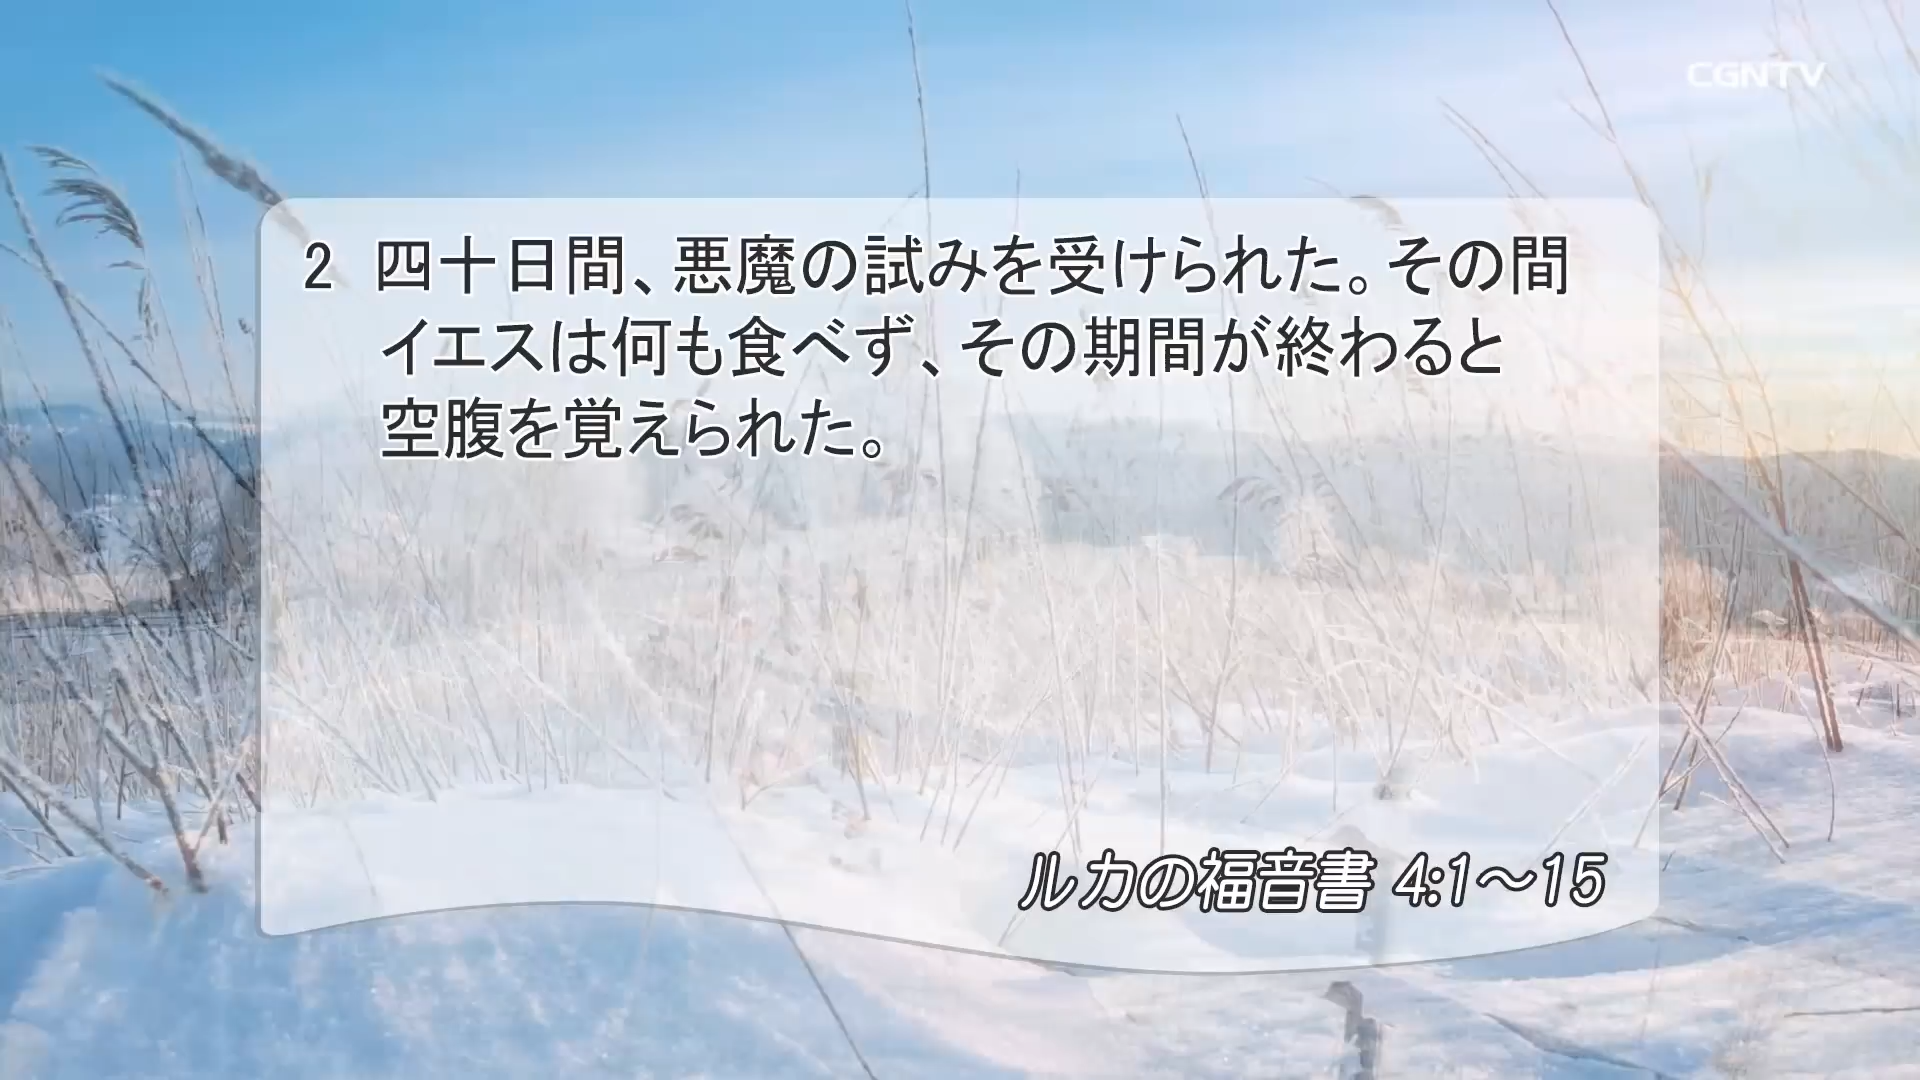 CGNTV
2 四十日間、悪魔の試みを受けられた。その間
イエスは何も食べず、その期間が終わると
空腹を覚えられた。
ルカの福音書 4:1～15